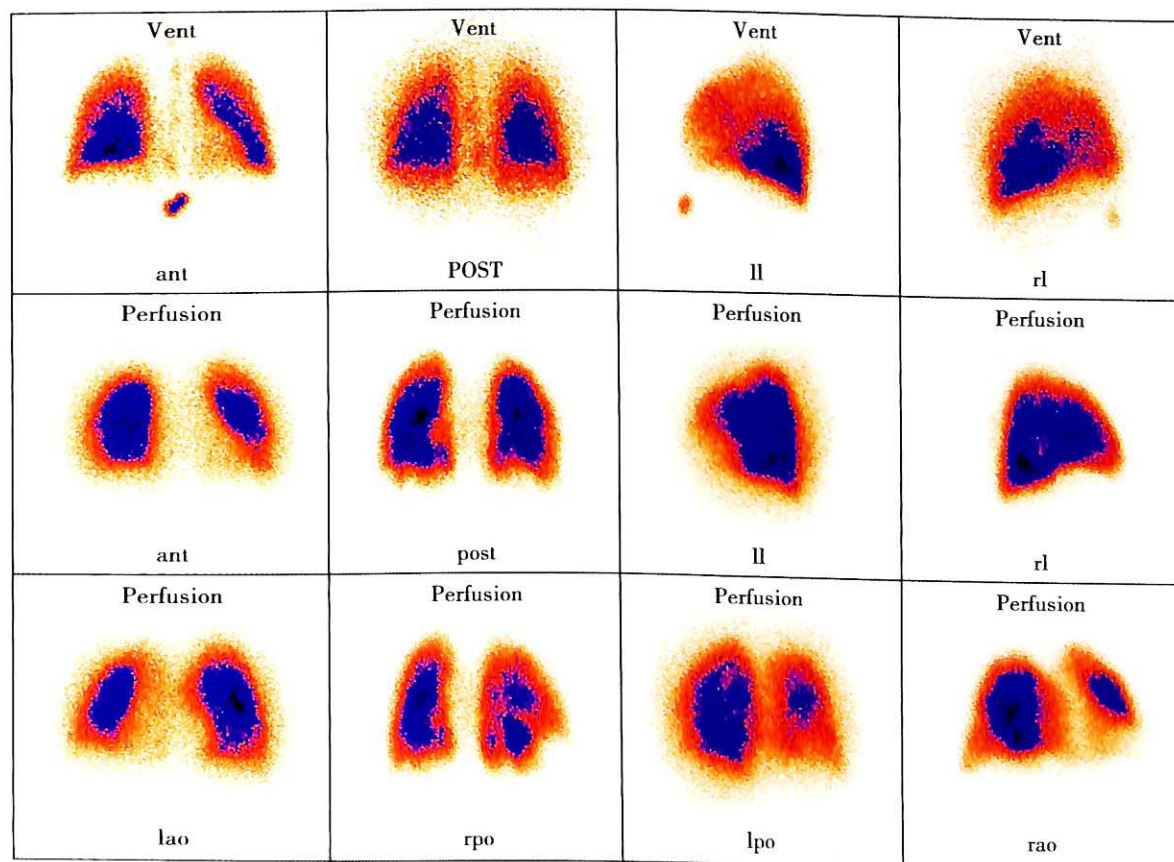 Vent
ant
Vent
POST
Vent
ll
Vent
rl
Perfusion
ant
Perfusion
post
Perfusion
ll
Perfusion
rl
Perfusion
lao
Perfusion
rpo
Perfusion
lpo
Perfusion
rao